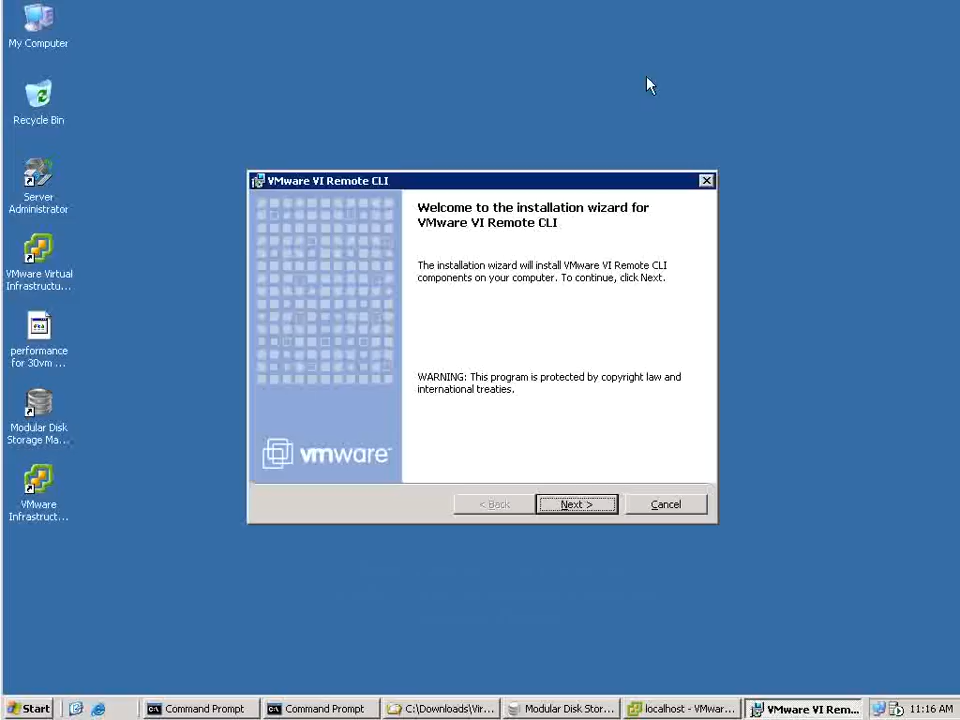 My Computer
Recycle Bin
Server
Administrator
VMware Virtual
Infrastructu...
performance
for 30vm ...
Modular Disk
Storage Ma...
VMware
Infrastruct...
VMware VI Remote CLI
Welcome to the installation wizard for
VMware VI Remote CLI
The installation wizard will install VMware VI Remote CLI
components on your computer. To continue, click Next.
WARNING: This program is protected by copyright law and
international treaties.
vmware
< Back
Next >
Cancel
Start
Command Prompt
Command Prompt
C:\Downloads\Vir...
Modular Disk Stor...
localhost - VMwar...
VMware VI Rem...
11:16 AM